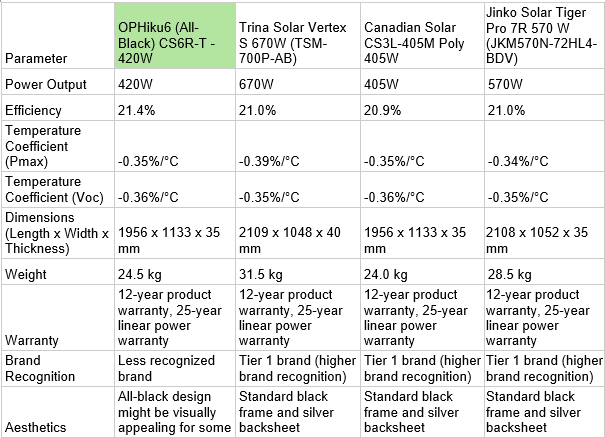 Parameter
OPHiku6 (All-
Black) CS6R-T -
420W
Trina Solar Vertex
S 670W (TSM-
700P-AB)
Canadian Solar
CS3L-405M Poly
405W
Jinko Solar Tiger
Pro 7R 570 W
(JKM570N-72HL4-
BDV)
Power Output
420W
670W
405W
570W
Efficiency
21.4%
21.0%
20.9%
21.0%
Temperature
Coefficient
(Pmax)
-0.35%/°C
-0.39%/°C
-0.35%/°C
-0.34%/°C
Temperature
Coefficient (Voc)
-0.36%/°C
-0.35%/°C
-0.36%/°C
-0.35%/°C
Dimensions
(Length x Width x
Thickness)
1956 x 1133 x 35
mm
2109 x 1048 x 40
mm
1956 x 1133 x 35
mm
2108 x 1052 x 35
mm
Weight
24.5 kg
31.5 kg
24.0 kg
28.5 kg
Warranty
12-year product
warranty, 25-year
linear power
warranty
12-year product
warranty, 25-year
linear power
warranty
12-year product
warranty, 25-year
linear power
warranty
12-year product
warranty, 25-year
linear power
warranty
Brand
Recognition
Less recognized
brand
Tier 1 brand (higher
brand recognition)
Tier 1 brand (higher
brand recognition)
Tier 1 brand (higher
brand recognition)
Aesthetics
All-black design
might be visually
appealing for some
Standard black
frame and silver
backsheet
Standard black
frame and silver
backsheet
Standard black
frame and silver
backsheet